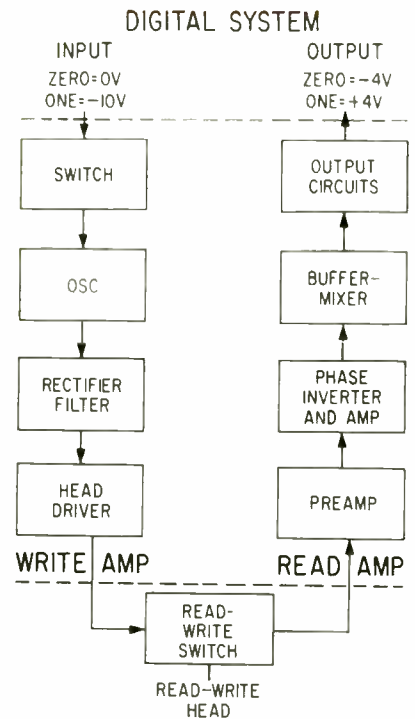 DIGITAL SYSTEM
INPUT
ZERO=0V
ONE=-10V
OUTPUT
ZERO=-4V
ONE=+4V
SWITCH
OSC
RECTIFIER
FILTER
HEAD
DRIVER
WRITE AMP
OUTPUT
CIRCUITS
BUFFER-
MIXER
PHASE
INVERTER
AND AMP
PREAMP
READ AMP
READ-
WRITE
SWITCH
READ-WRITE
HEAD